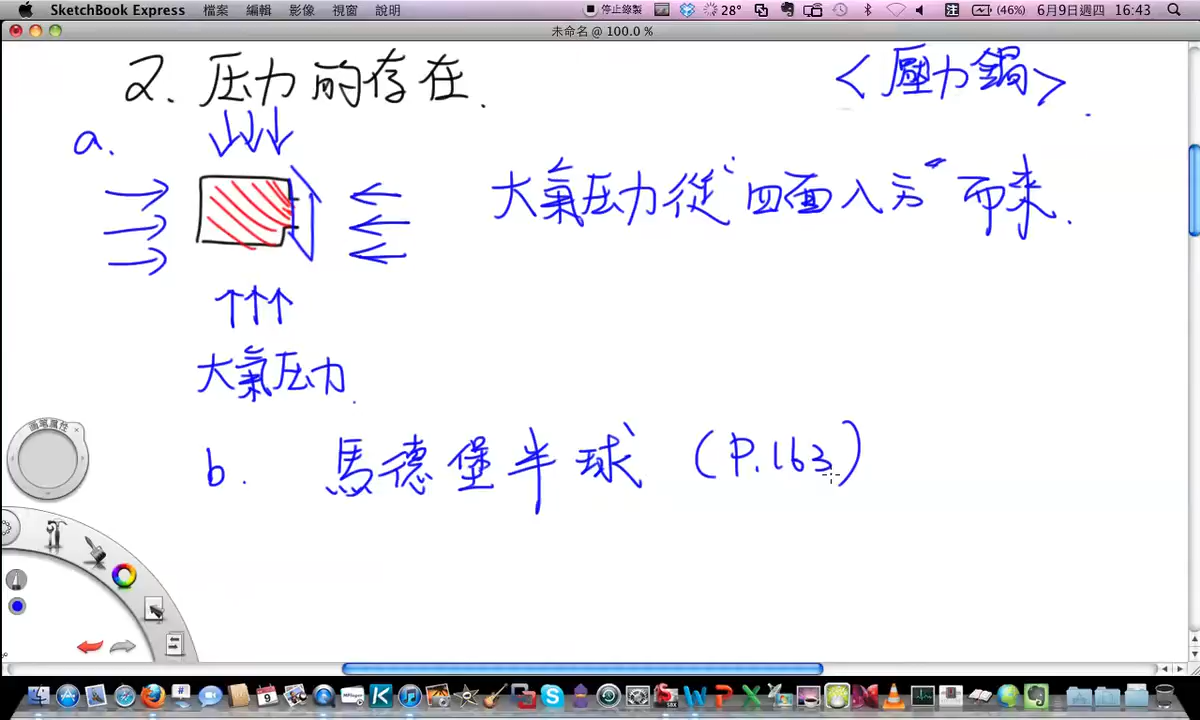 SketchBook Express 檔案 編輯 影像 視窗 說明 停止錄製 28° (46%) 6月9日週四 16:43
未命名 @ 100.0 %
2. 压力的存在.
<壓力鍋>.
a.
大氣压力從“四面八方”而來.
大氣压力.
b. 馬德堡半球 (P.163)